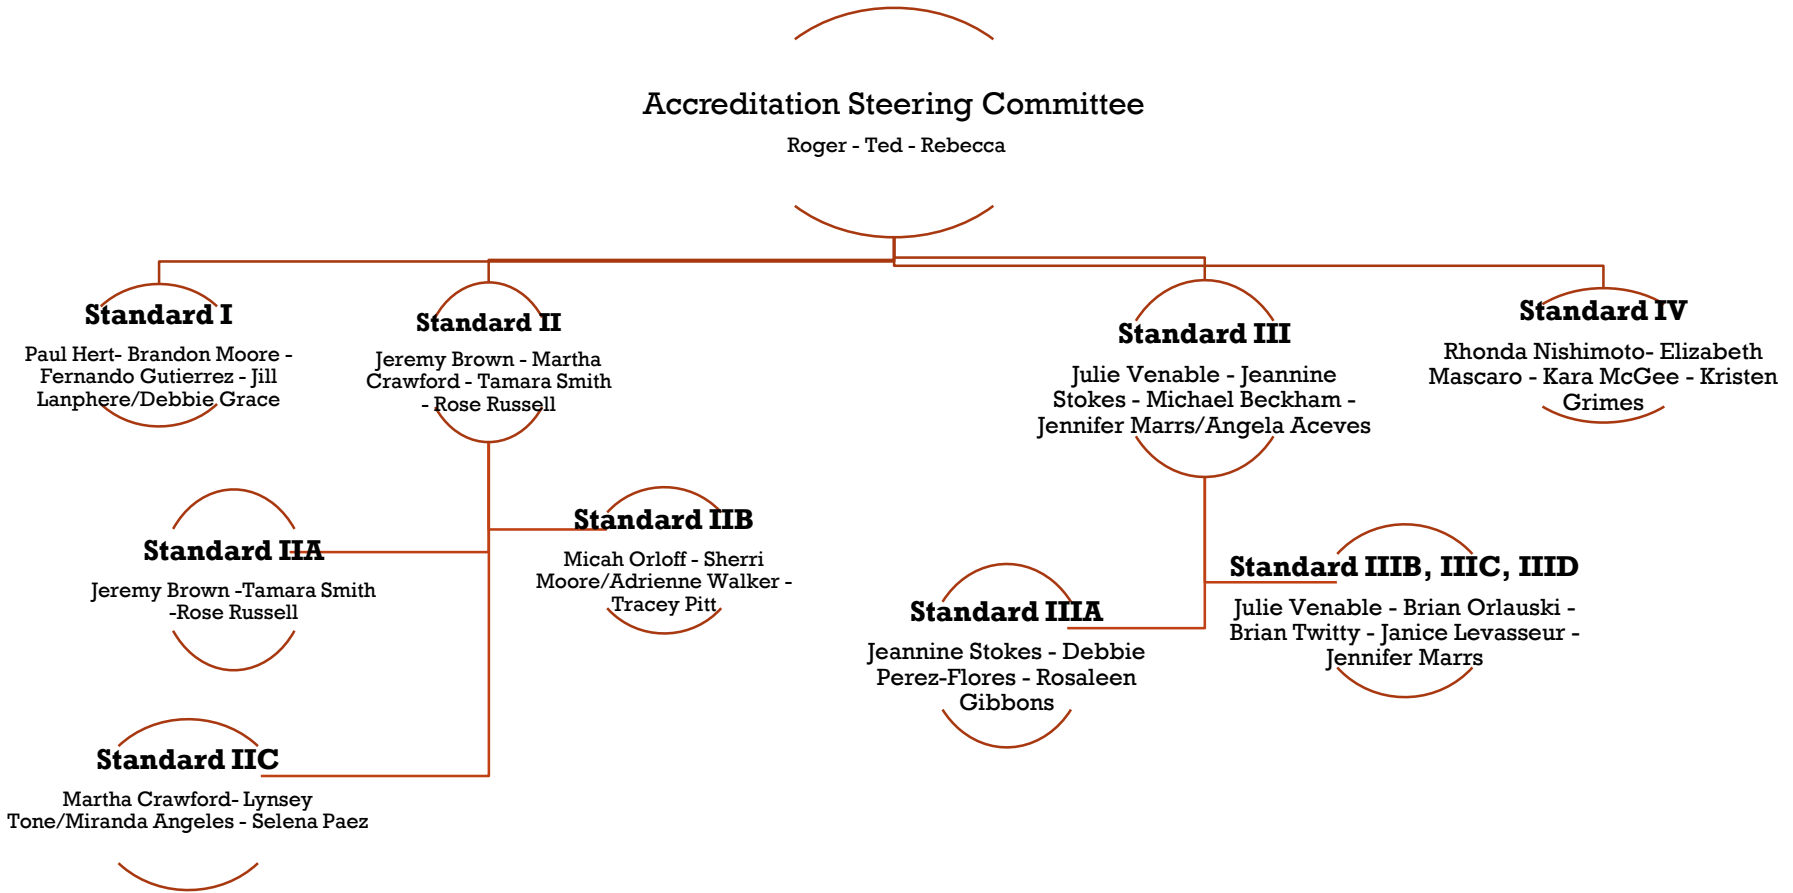 Accreditation Steering Committee
Roger - Ted - Rebecca
Standard I
Paul Hert- Brandon Moore -
Fernando Gutierrez - Jill
Lanphere/Debbie Grace
Standard II
Jeremy Brown - Martha
Crawford - Tamara Smith
- Rose Russell
Standard III
Julie Venable - Jeannine
Stokes - Michael Beckham -
Jennifer Marrs/Angela Aceves
Standard IV
Rhonda Nishimoto- Elizabeth
Mascaro - Kara McGee - Kristen
Grimes
Standard IIA
Jeremy Brown -Tamara Smith
-Rose Russell
Standard IIB
Micah Orloff - Sherri
Moore/Adrienne Walker -
Tracey Pitt
Standard IIC
Martha Crawford- Lynsey
Tone/Miranda Angeles - Selena Paez
Standard IIIA
Jeannine Stokes - Debbie
Perez-Flores - Rosaleen
Gibbons
Standard IIIB, IIIC, IIID
Julie Venable - Brian Orlauski -
Brian Twitty - Janice Levasseur -
Jennifer Marrs